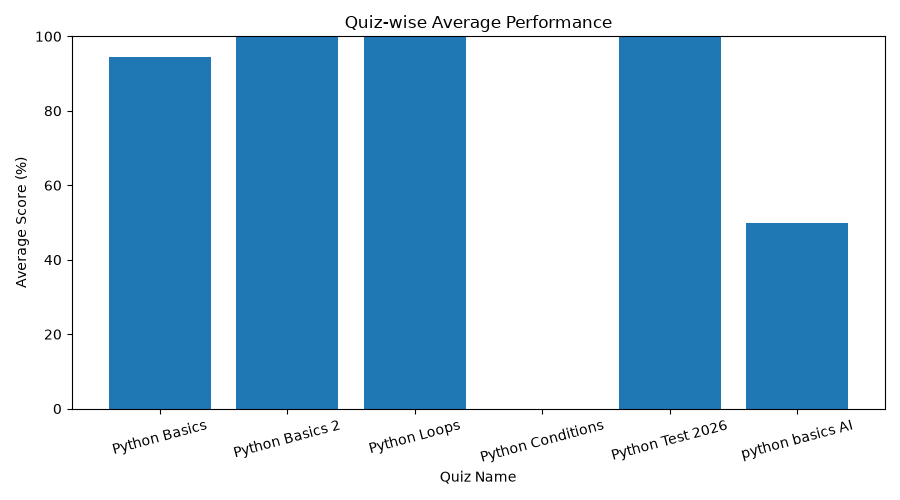 Quiz-wise Average Performance
Average Score (%)
100
80
60
40
20
0
Python Basics
Python Basics 2
Python Loops
Python Conditions
Python Test 2026
python basics AI
Quiz Name